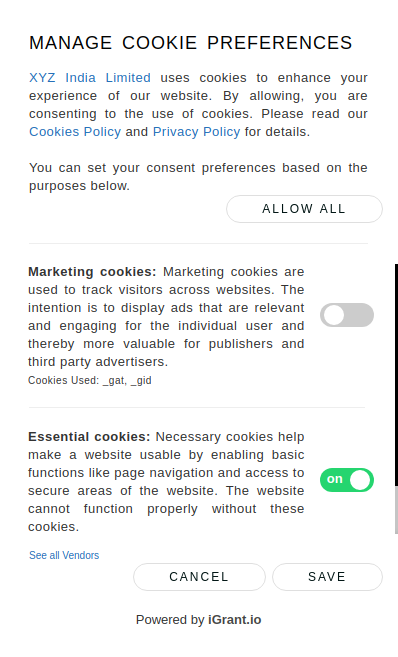 MANAGE COOKIE PREFERENCES
XYZ India Limited uses cookies to enhance your
experience of our website. By allowing, you are
consenting to the use of cookies. Please read our
Cookies Policy and Privacy Policy for details.
You can set your consent preferences based on the
purposes below.
ALLOW ALL
Marketing cookies: Marketing cookies are
used to track visitors across websites. The
intention is to display ads that are relevant
and engaging for the individual user and
thereby more valuable for publishers and
third party advertisers.
Cookies Used: _gat, _gid
Essential cookies: Necessary cookies help
make a website usable by enabling basic
functions like page navigation and access to
secure areas of the website. The website
cannot function properly without these
cookies.
on
See all Vendors
CANCEL
SAVE
Powered by iGrant.io